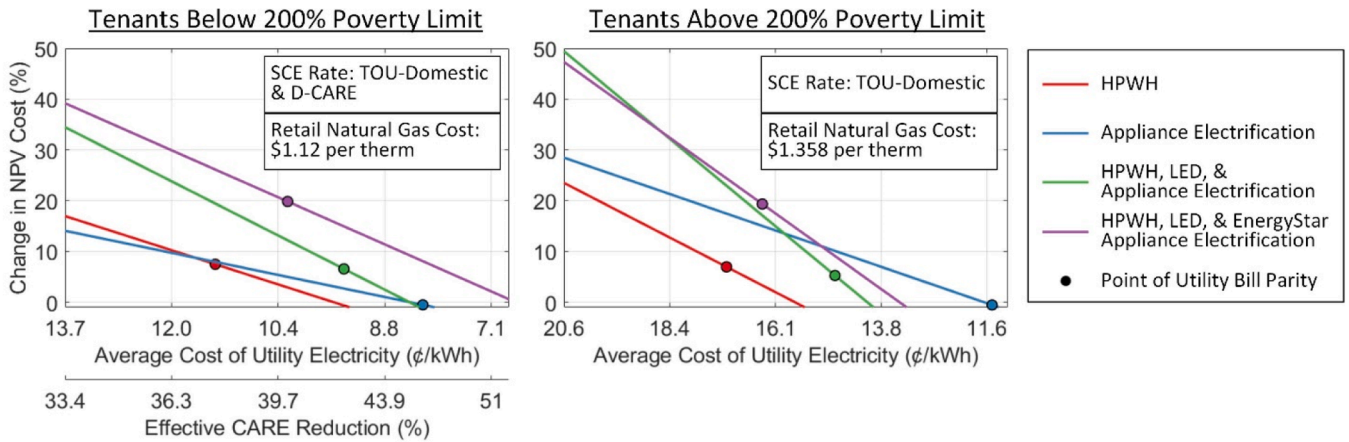 Tenants Below 200% Poverty Limit
Change in NPV Cost (%)
50
40
30
20
10
0
SCE Rate: TOU-Domestic
& D-CARE
Retail Natural Gas Cost:
$1.12 per therm
13.7 12.0 10.4 8.8 7.1
Average Cost of Utility Electricity (¢/kWh)
33.4 36.3 39.7 43.9 51
Effective CARE Reduction (%)
Tenants Above 200% Poverty Limit
50
40
30
20
10
0
SCE Rate: TOU-Domestic
Retail Natural Gas Cost:
$1.358 per therm
20.6 18.4 16.1 13.8 11.6
Average Cost of Utility Electricity (¢/kWh)
HPWH
Appliance Electrification
HPWH, LED, &
Appliance Electrification
HPWH, LED, & EnergyStar
Appliance Electrification
Point of Utility Bill Parity